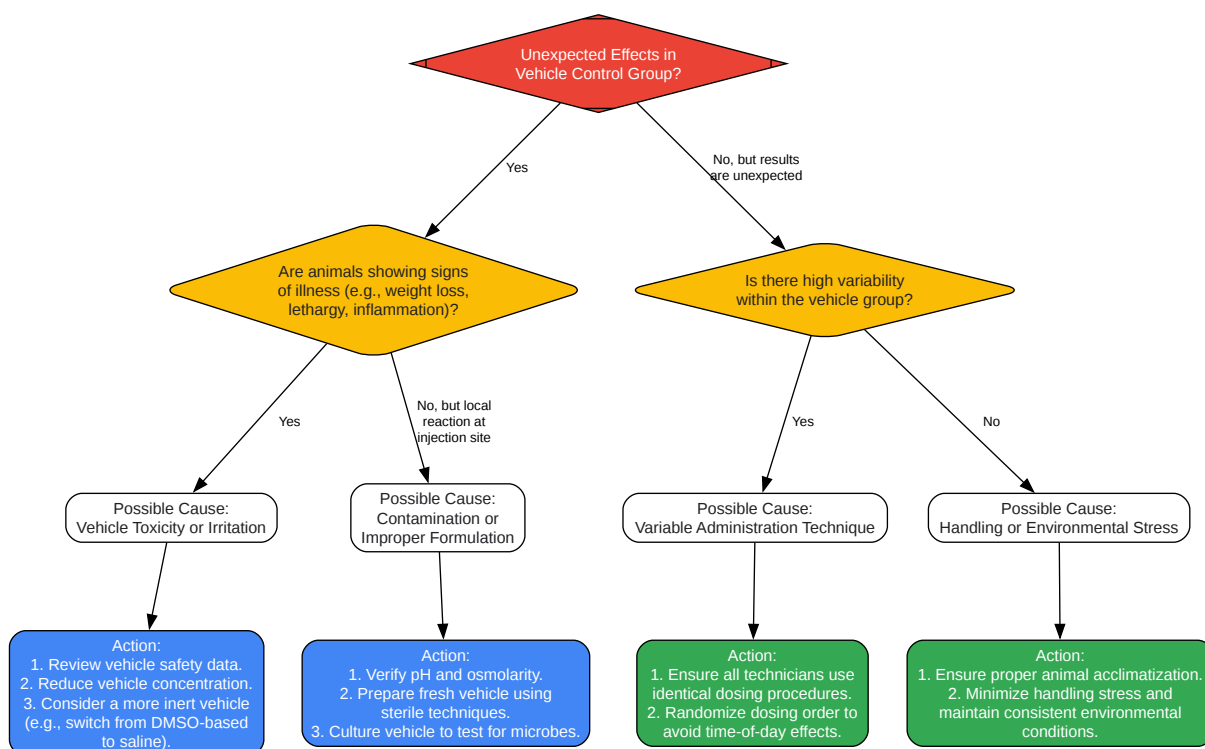 Unexpected Effects in
Vehicle Control Group?
Yes
No, but results
are unexpected
Are animals showing signs
of illness (e.g., weight loss,
lethargy, inflammation)?
Is there high variability
within the vehicle group?
Yes
No, but local
reaction at
injection site
Yes
No
Possible Cause:
Vehicle Toxicity or Irritation
Possible Cause:
Contamination or
Improper Formulation
Possible Cause:
Variable Administration Technique
Possible Cause:
Handling or Environmental Stress
Action:
1. Review vehicle safety data.
2. Reduce vehicle concentration.
3. Consider a more inert vehicle
(e.g., switch from DMSO-based
to saline).
Action:
1. Verify pH and osmolarity.
2. Prepare fresh vehicle using
sterile techniques.
3. Culture vehicle to test for microbes.
Action:
1. Ensure all technicians use
identical dosing procedures.
2. Randomize dosing order to
avoid time-of-day effects.
Action:
1. Ensure proper animal acclimatization.
2. Minimize handling stress and
maintain consistent environmental
conditions.